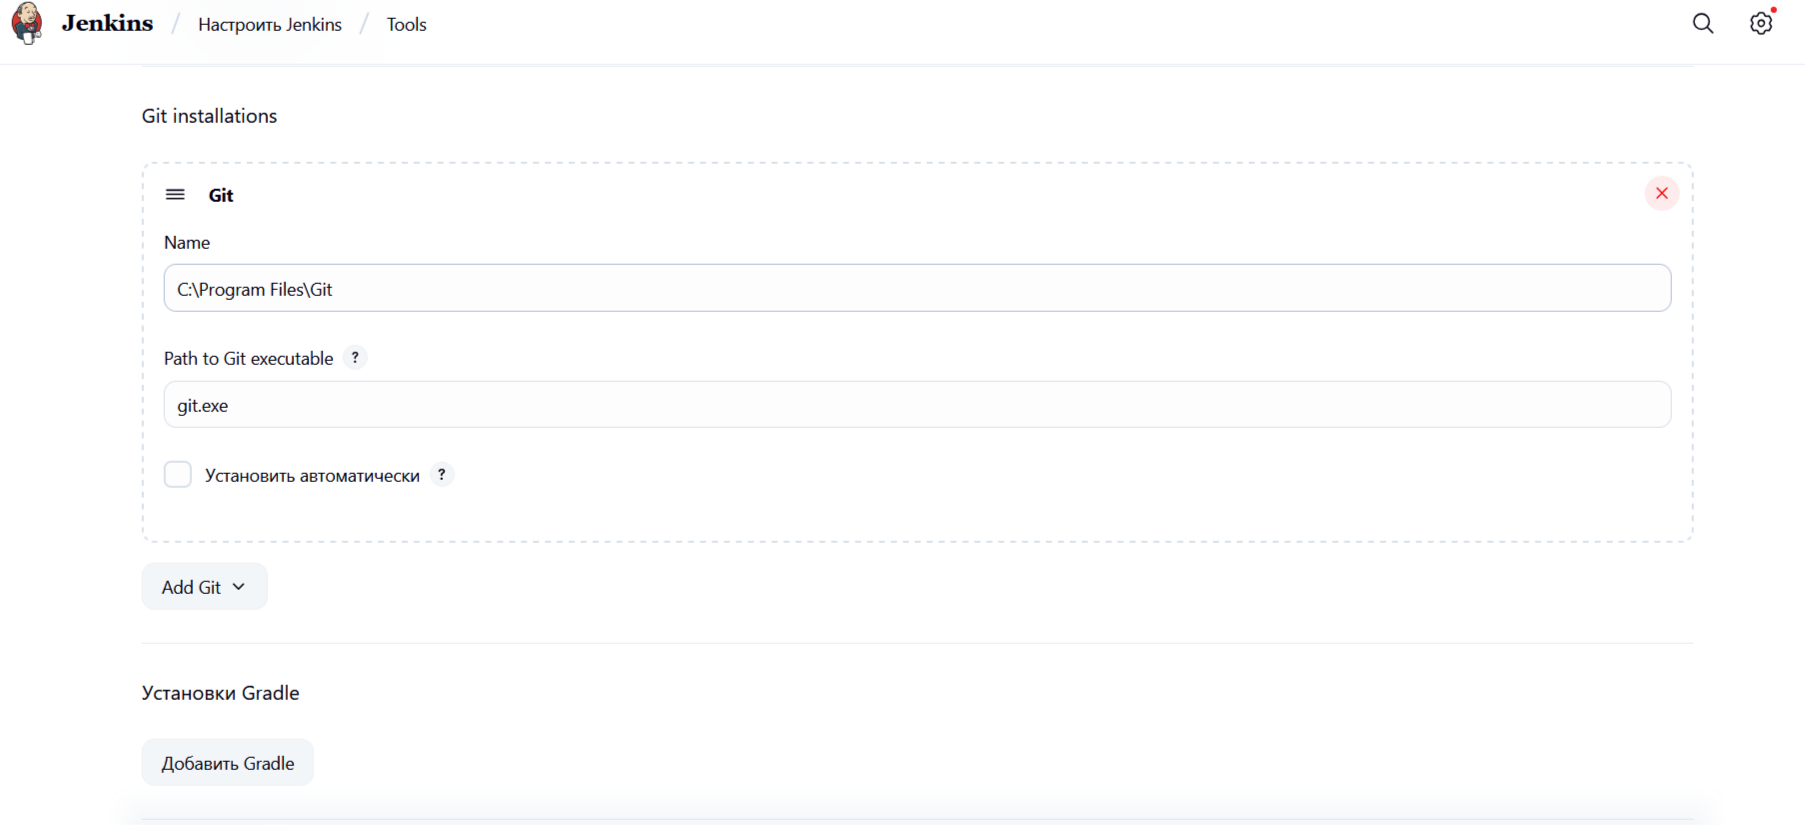 Jenkins / Настроить Jenkins / Tools
Git installations
Git
Name
C:\Program Files\Git
Path to Git executable ?
git.exe
Установить автоматически ?
Add Git
Установки Gradle
Добавить Gradle